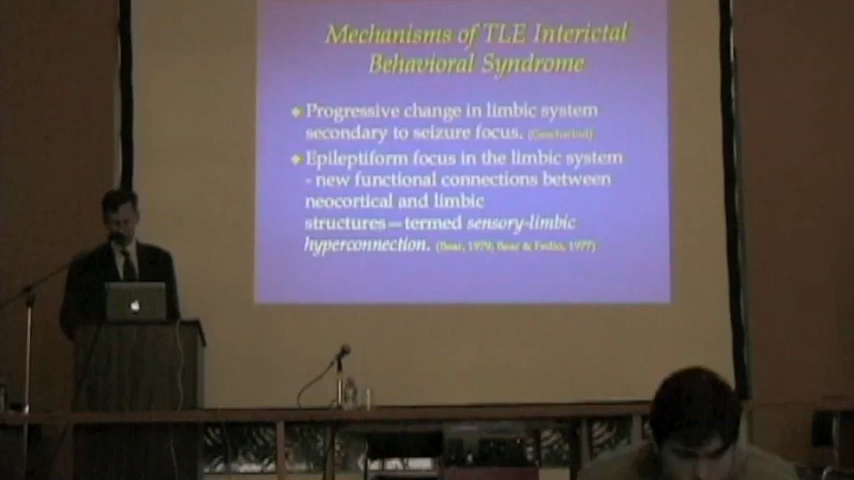 Mechanisms of TLE Interictal
Behavioral Syndrome
Progressive change in limbic system
secondary to seizure focus. (Geschwind)
Epileptiform focus in the limbic system
- new functional connections between
neocortical and limbic
structures—termed sensory-limbic
hyperconnection. (Bear, 1979; Bear & Fedio, 1977)